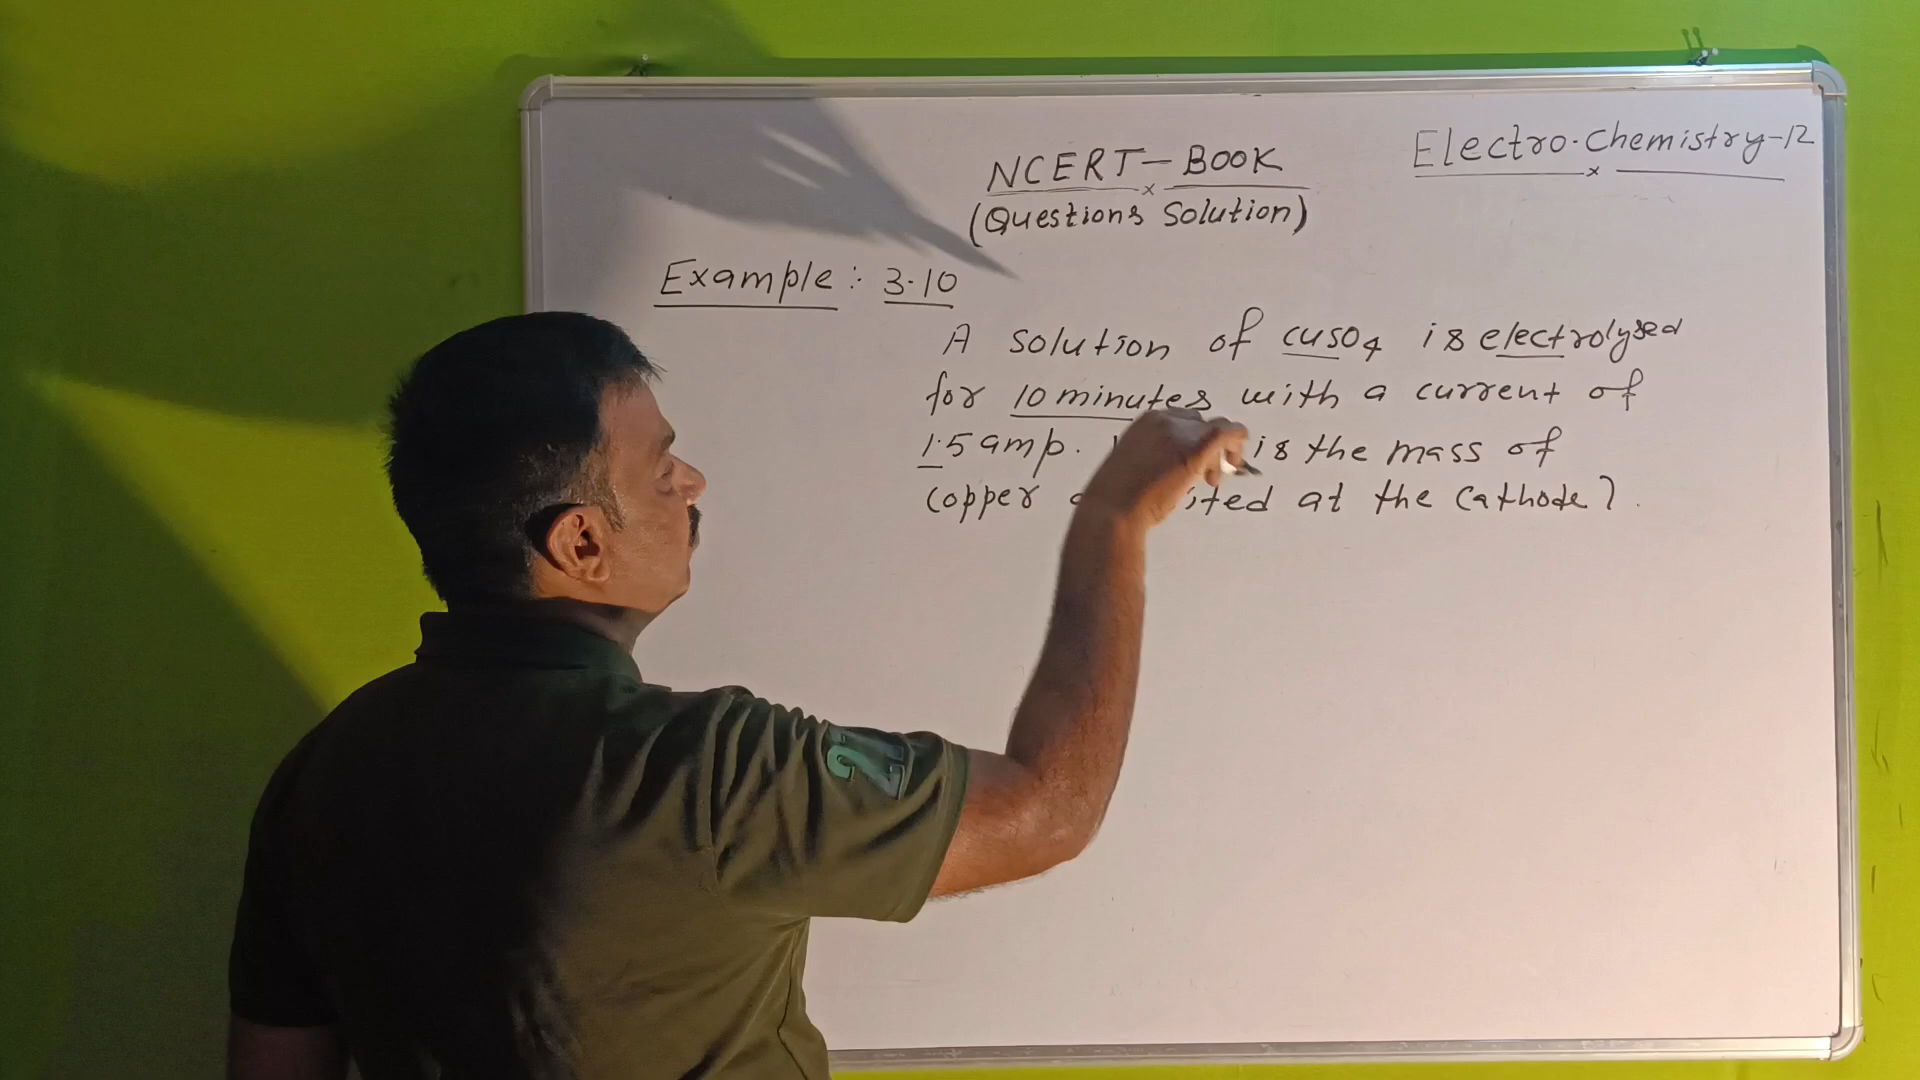 Electro.Chemistry-12
NCERT-BOOK
(Questions Solution)
Example: 3.10
A solution of CuSO4 is electrolysed
for 10 minutes with a current of
1.5 amp. is the mass of
copper at the cathode?
21